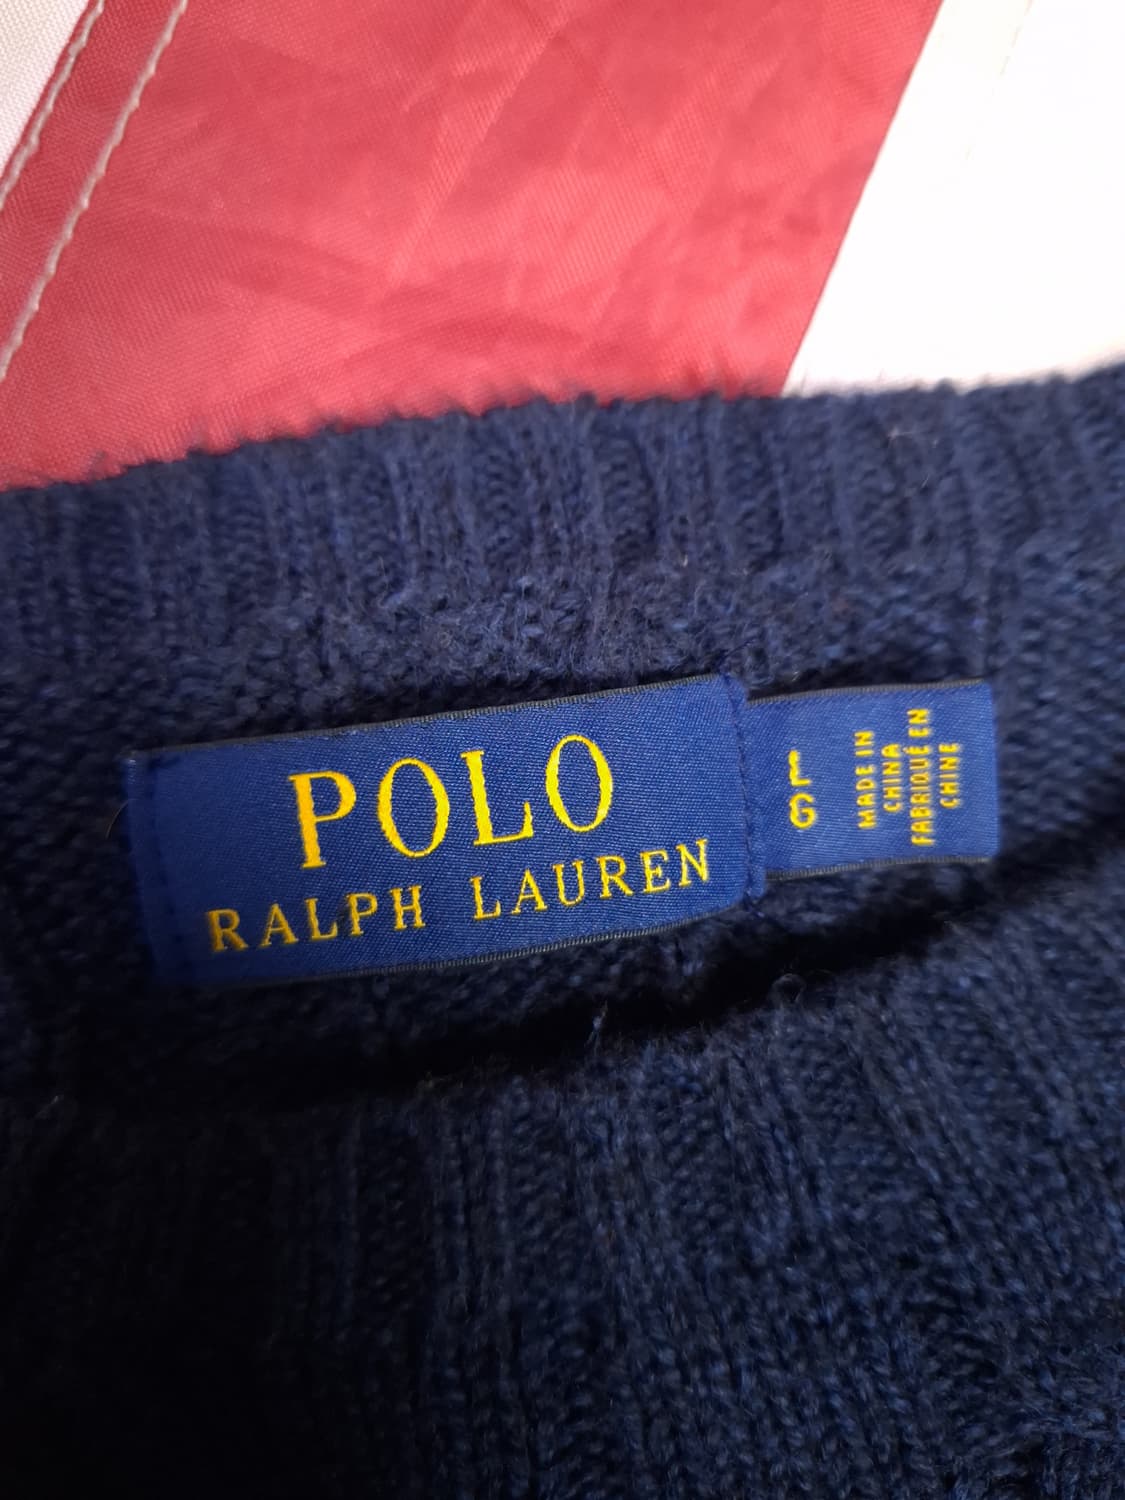 POLO
RALPH LAUREN
L
G
MADE IN
CHINA
FABRIQUÉ EN
CHINE